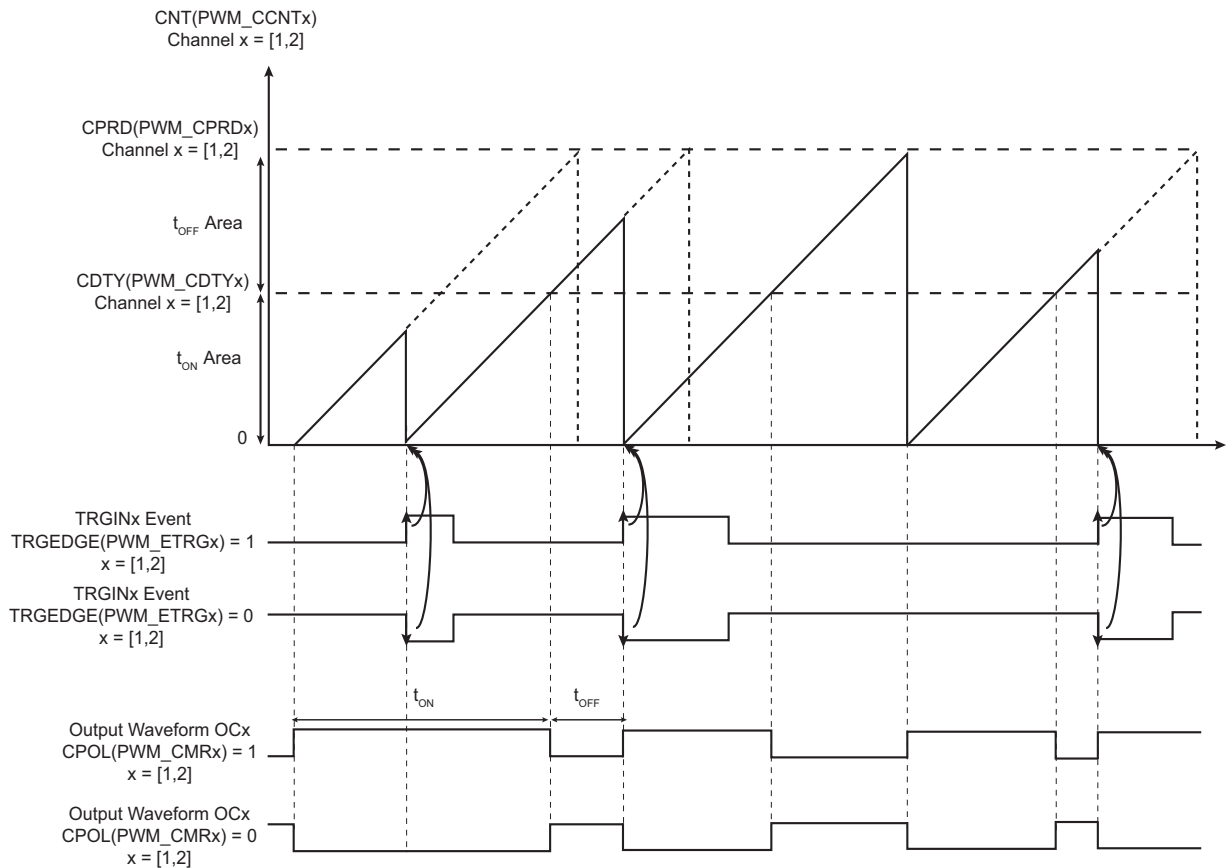 CNT(PWM_CCNTx)
Channel x = [1,2]
CPRD(PWM_CPRDx)
Channel x = [1,2]
tOFF Area
CDTY(PWM_CDTYx)
Channel x = [1,2]
tON Area
0
TRGINx Event
TRGEDGE(PWM_ETRGx) = 1
x = [1,2]
TRGINx Event
TRGEDGE(PWM_ETRGx) = 0
x = [1,2]
tON
tOFF
Output Waveform OCx
CPOL(PWM_CMRx) = 1
x = [1,2]
Output Waveform OCx
CPOL(PWM_CMRx) = 0
x = [1,2]